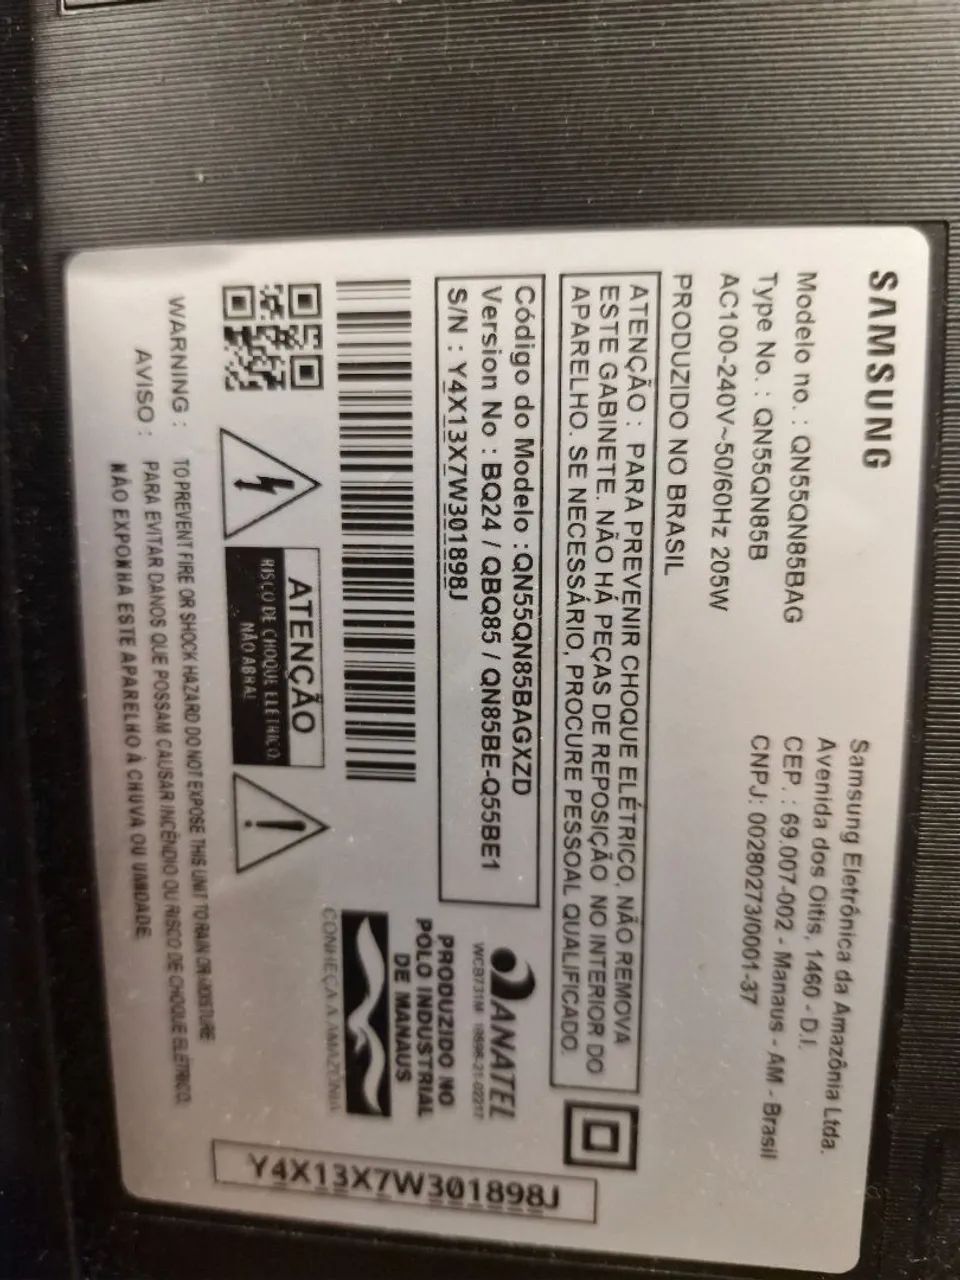 SAMSUNG
Modelo no. : QN55QN85BAG
Type No. : QN55QN85B
AC100-240V~50/60Hz 205W
PRODUZIDO NO BRASIL
Samsung Eletrônica da Amazônia Ltda.
Avenida dos Oitis, 1460 - D.I.
CEP. : 69.007-002 - Manaus - AM - Brasil
CNPJ: 00280273/0001-37
ATENÇÃO : PARA PREVENIR CHOQUE ELÉTRICO, NÃO REMOVA
ESTE GABINETE. NÃO HÁ PEÇAS DE REPOSIÇÃO NO INTERIOR DO
APARELHO. SE NECESSÁRIO, PROCURE PESSOAL QUALIFICADO.
Código do Modelo :QN55QN85BAGXZD
Version No : BQ24 / QBQ85 / QN85BE-Q55BE1
S/N : Y4X13X7W301898J
ANATEL
WCB731M 18698-21-02217
PRODUZIDO NO
POLO INDUSTRIAL
DE MANAUS
CONHEÇA A AMAZÔNIA
ATENÇÃO
RISCO DE CHOQUE ELÉTRICO.
NÃO ABRA!
WARNING : TO PREVENT FIRE OR SHOCK HAZARD DO NOT EXPOSE THIS UNIT TO RAIN OR MOISTURE.
AVISO : PARA EVITAR DANOS QUE POSSAM CAUSAR INCÊNDIO OU RISCO DE CHOQUE ELÉTRICO,
NÃO EXPONHA ESTE APARELHO À CHUVA OU UMIDADE.
Y4X13X7W301898J